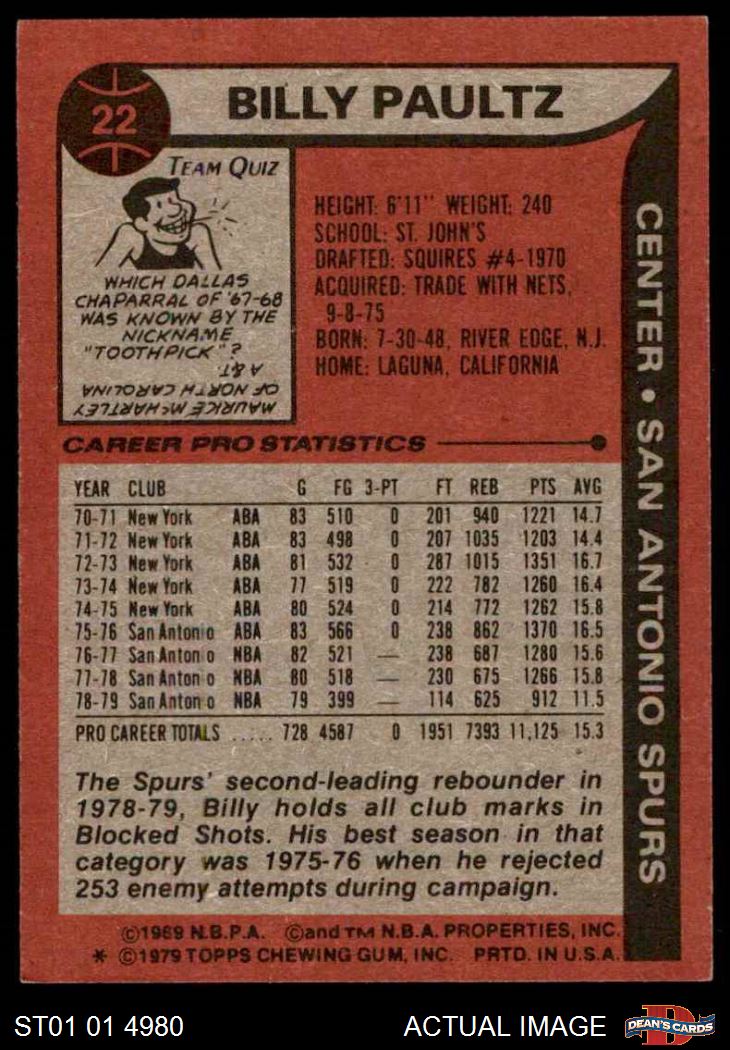 22
BILLY PAULTZ
TEAM QUIZ
WHICH DALLAS
CHAPARRAL OF '67-68
WAS KNOWN BY THE
NICKNAME
"TOOTHPICK"?
MAURICE McHARTLEY
OF NORTH CAROLINA
A&T
HEIGHT: 6'11" WEIGHT: 240
SCHOOL: ST. JOHN'S
DRAFTED: SQUIRES #4-1970
ACQUIRED: TRADE WITH NETS,
9-8-75
BORN: 7-30-48, RIVER EDGE, N.J.
HOME: LAGUNA, CALIFORNIA
CENTER • SAN ANTONIO SPURS
CAREER PRO STATISTICS
YEAR CLUB G FG 3-PT FT REB PTS AVG
70-71 New York ABA 83 510 0 201 940 1221 14.7
71-72 New York ABA 83 498 0 207 1035 1203 14.4
72-73 New York ABA 81 532 0 287 1015 1351 16.7
73-74 New York ABA 77 519 0 222 782 1260 16.4
74-75 New York ABA 80 524 0 214 772 1262 15.8
75-76 San Antonio ABA 83 566 0 238 862 1370 16.5
76-77 San Antonio NBA 82 521 — 238 687 1280 15.6
77-78 San Antonio NBA 80 518 — 230 675 1266 15.8
78-79 San Antonio NBA 79 399 — 114 625 912 11.5
PRO CAREER TOTALS ..... 728 4587 0 1951 7393 11,125 15.3
The Spurs' second-leading rebounder in
1978-79, Billy holds all club marks in
Blocked Shots. His best season in that
category was 1975-76 when he rejected
253 enemy attempts during campaign.
©1969 N.B.P.A. ©and TM N.B.A. PROPERTIES, INC.
* ©1979 TOPPS CHEWING GUM, INC. PRTD. IN U.S.A.
ST01 01 4980
ACTUAL IMAGE
D
DEAN'S CARDS